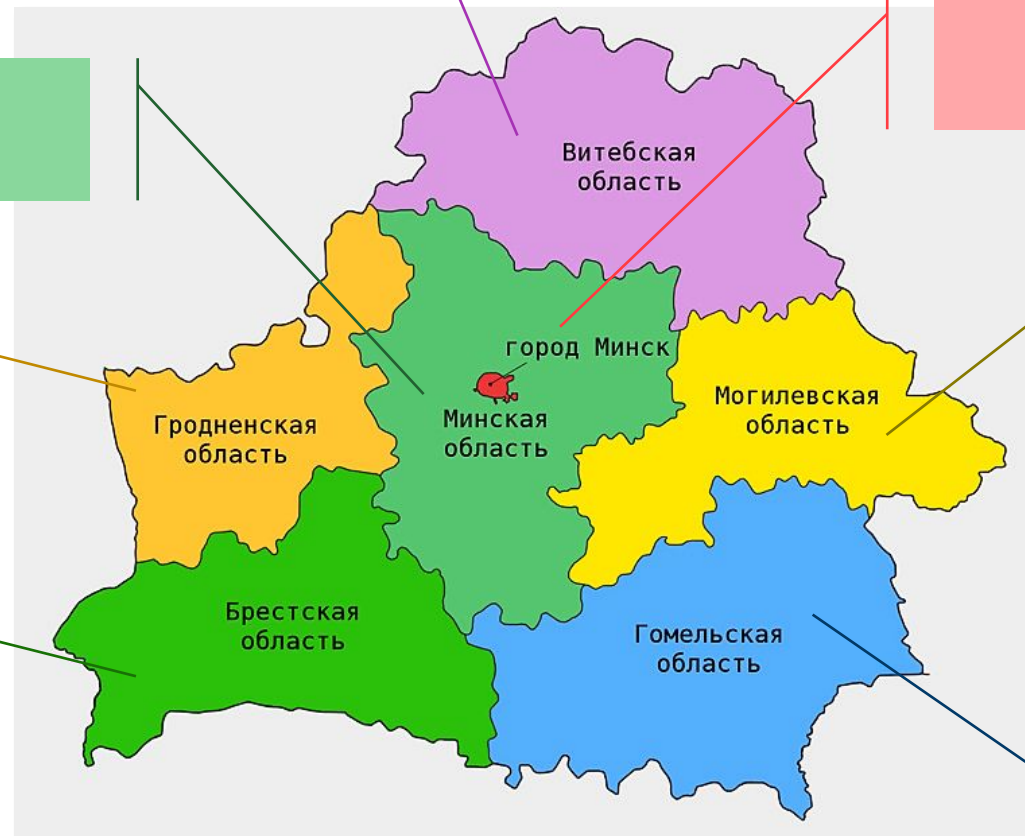 Витебская
область
город Минск
Могилевская
область
Минская
область
Гродненская
область
Брестская
область
Гомельская
область